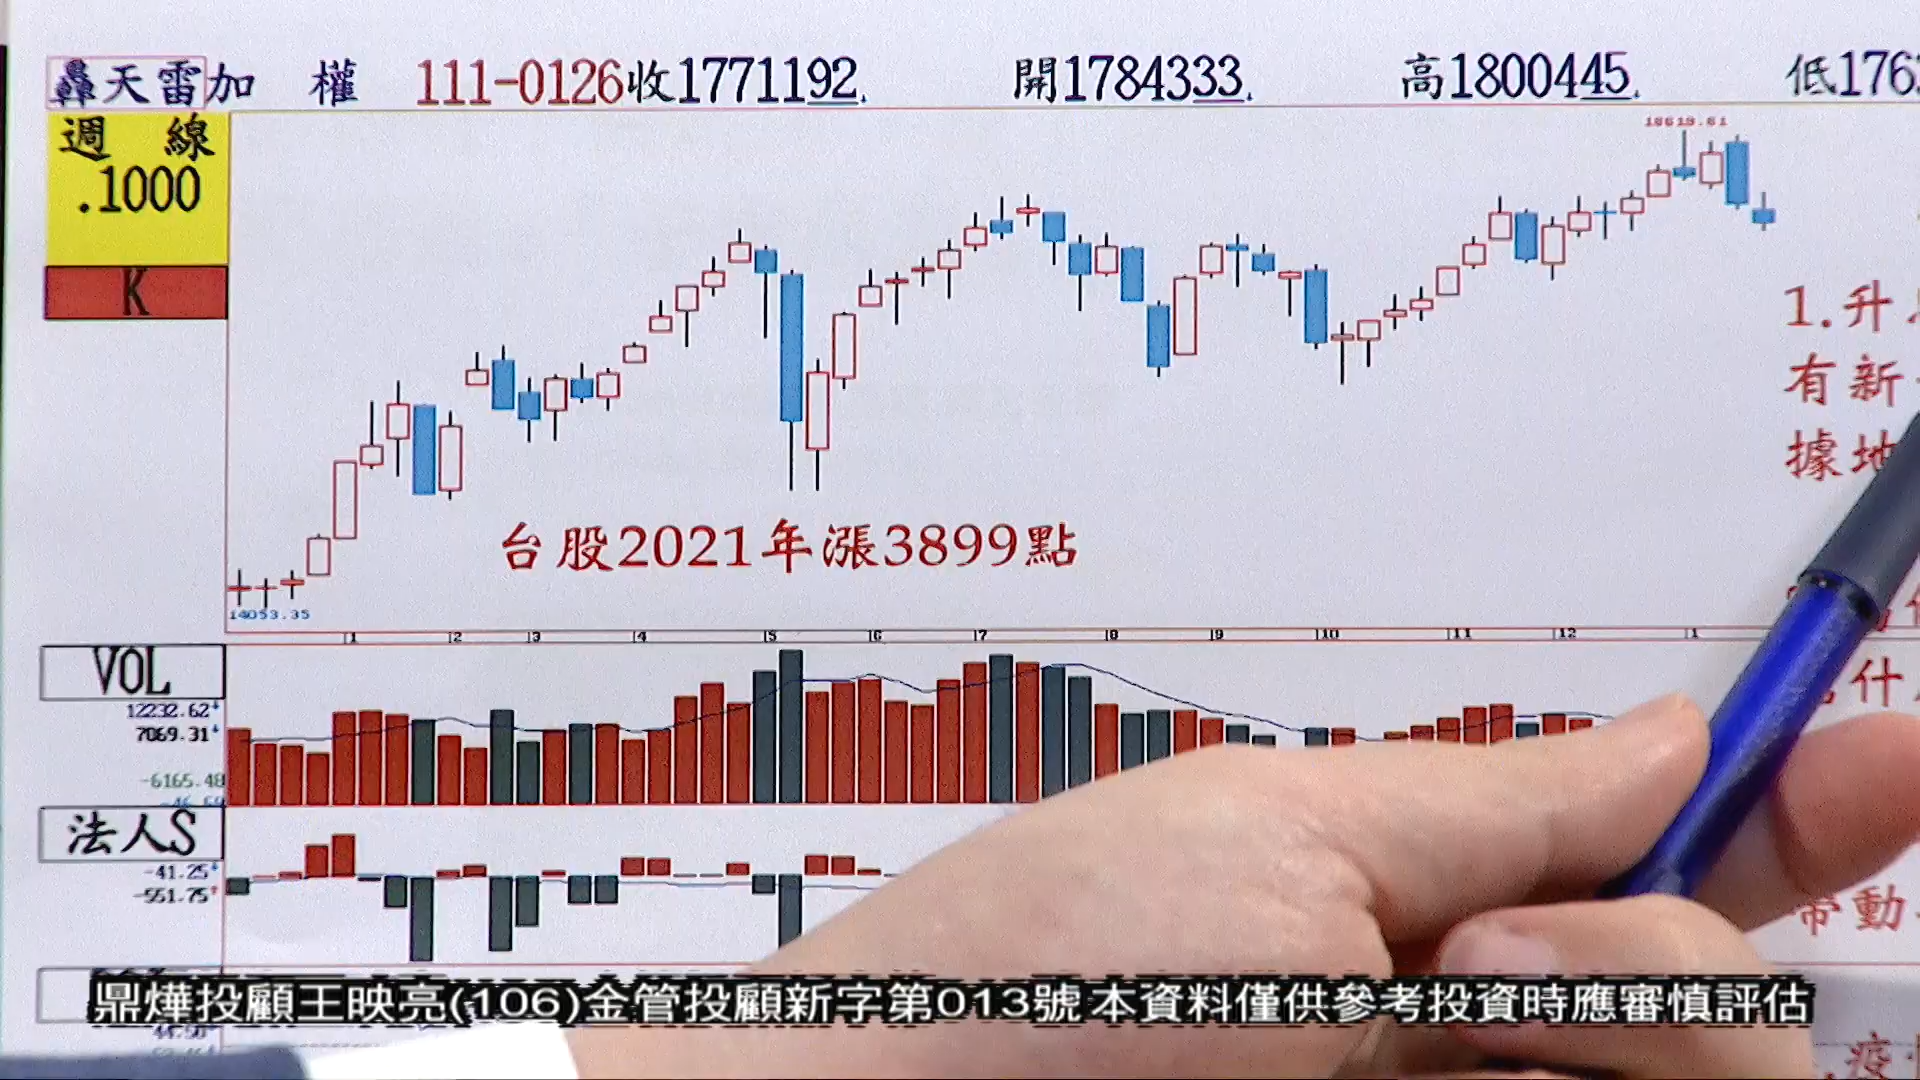 轟天雷加 權 111-0126收1771192. 開1784333. 高1800445. 低176
週 線
.1000
K
18619.61
1.升
有新
據地
台股2021年漲3899點
14053.35
1 2 3 4 5 6 7 8 9 10 11 12 1
VOL
12232.62
7069.31
-6165.48
什
法人S
-41.25
-551.75
帶動
鼎燁投顧王映亮(106)金管投顧新字第013號 本資料僅供參考投資時應審慎評估
疫